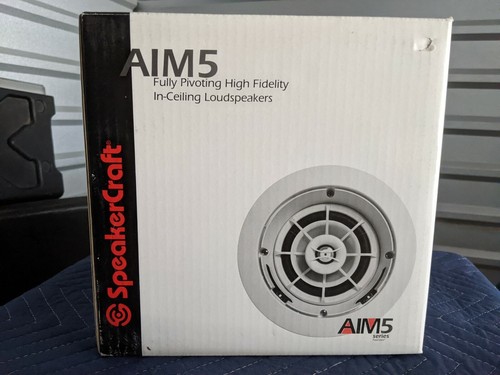 AIM5
Fully Pivoting High Fidelity
In-Ceiling Loudspeakers
SpeakerCraft
AIM5
series